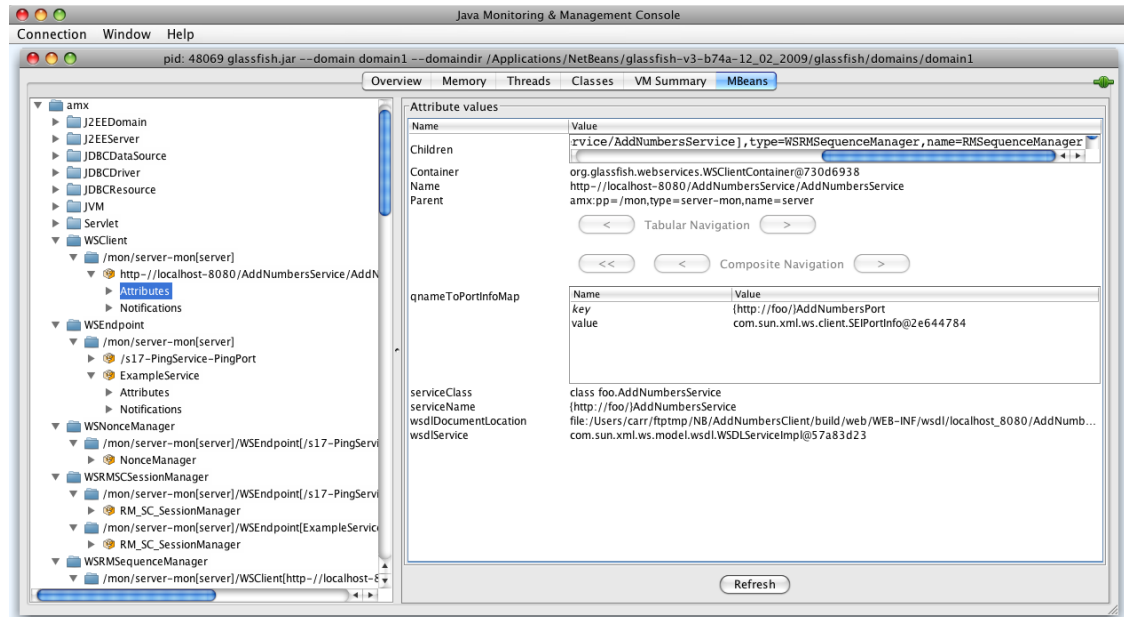 Java Monitoring & Management Console
Connection Window Help
pid: 48069 glassfish.jar --domain domain1 --domaindir /Applications/NetBeans/glassfish-v3-b74a-12_02_2009/glassfish/domains/domain1
Overview Memory Threads Classes VM Summary MBeans
amx
J2EEDomain
J2EEServer
JDBCDataSource
JDBCDriver
JDBCResource
JVM
Servlet
WSClient
/mon/server-mon[server]
http-//localhost-8080/AddNumbersService/AddN
Attributes
Notifications
WSEndpoint
/mon/server-mon[server]
/s17-PingService-PingPort
ExampleService
Attributes
Notifications
WSNonceManager
/mon/server-mon[server]/WSEndpoint[/s17-PingServi
NonceManager
WSRMSCSessionManager
/mon/server-mon[server]/WSEndpoint[/s17-PingServi
RM_SC_SessionManager
/mon/server-mon[server]/WSEndpoint[ExampleService
RM_SC_SessionManager
WSRMSequenceManager
/mon/server-mon[server]/WSClient[http-//localhost-8
Attribute values
Name Value
Children rvice/AddNumbersService],type=WSRMSequenceManager,name=RMSequenceManager
Container org.glassfish.webservices.WSClientContainer@730d6938
Name http-//localhost-8080/AddNumbersService/AddNumbersService
Parent amx:pp=/mon,type=server-mon,name=server
< Tabular Navigation >
<< < Composite Navigation >
qnameToPortInfoMap
Name Value
key {http://foo/}AddNumbersPort
value com.sun.xml.ws.client.SEIPortInfo@2e644784
serviceClass class foo.AddNumbersService
serviceName {http://foo/}AddNumbersService
wsdlDocumentLocation file:/Users/carr/ftptmp/NB/AddNumbersClient/build/web/WEB-INF/wsdl/localhost_8080/AddNumb...
wsdlService com.sun.xml.ws.model.wsdl.WSDLServiceImpl@57a83d23
Refresh